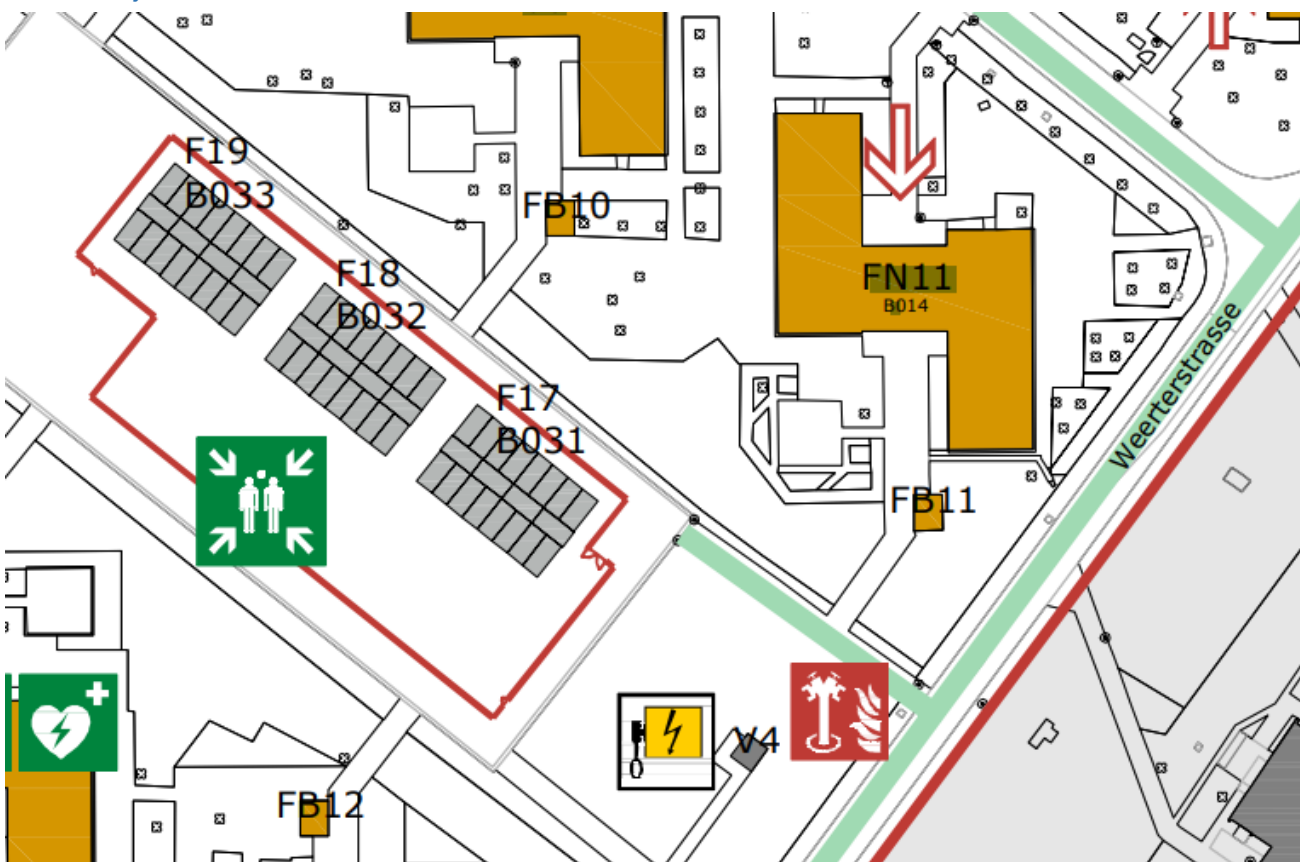 F19
B033
FB10
F18
B032
FN11
B014
F17
B031
Weerterstrasse
FB11
V4
FB12